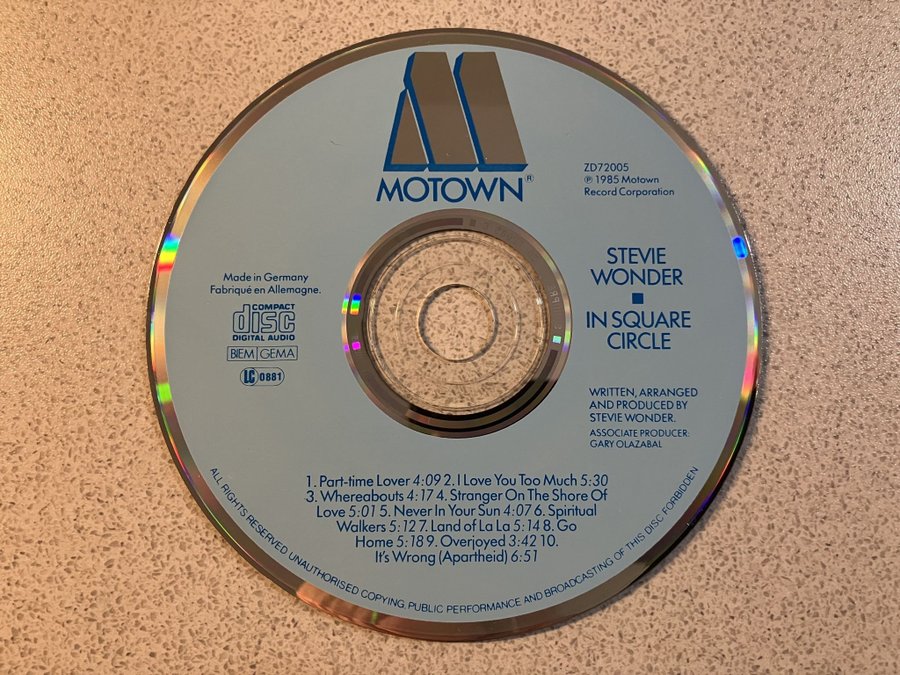 MOTOWN®
ZD72005
℗ 1985 Motown
Record Corporation
STEVIE
WONDER
■
IN SQUARE
CIRCLE
Made in Germany
Fabriqué en Allemagne.
COMPACT
disc
DIGITAL AUDIO
BIEM GEMA
LC 0881
WRITTEN, ARRANGED
AND PRODUCED BY
STEVIE WONDER.
ASSOCIATE PRODUCER:
GARY OLAZABAL
1. Part-time Lover 4:09 2. I Love You Too Much 5:30
3. Whereabouts 4:17 4. Stranger On The Shore Of
Love 5:01 5. Never In Your Sun 4:07 6. Spiritual
Walkers 5:12 7. Land of La La 5:14 8. Go
Home 5:18 9. Overjoyed 3:42 10.
It's Wrong (Apartheid) 6:51
ALL RIGHTS RESERVED UNAUTHORISED COPYING, PUBLIC PERFORMANCE AND BROADCASTING OF THIS DISC FORBIDDEN